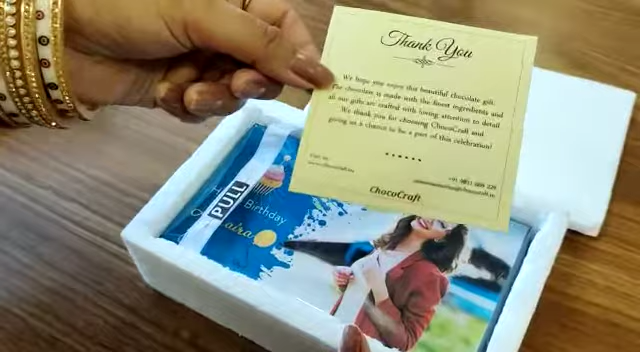 Thank You
We hope you enjoy this beautiful chocolate gift.
The chocolate is made with the finest ingredients and
all our gifts are crafted with loving attention to detail
We thank you for choosing ChocoCraft and
giving us a chance to be a part of this celebration!
ChocoCraft
PULL
Birthday